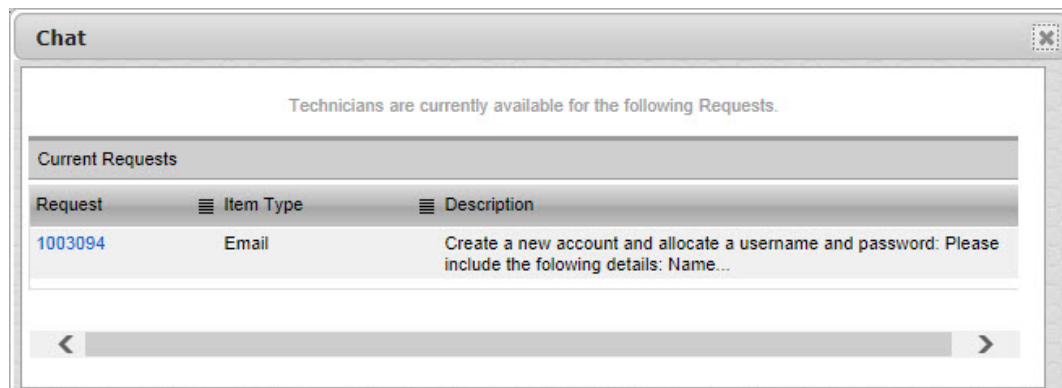 Chat
Technicians are currently available for the following Requests.
Current Requests
Request Item Type Description
1003094 Email Create a new account and allocate a username and password: Please
include the folowing details: Name...